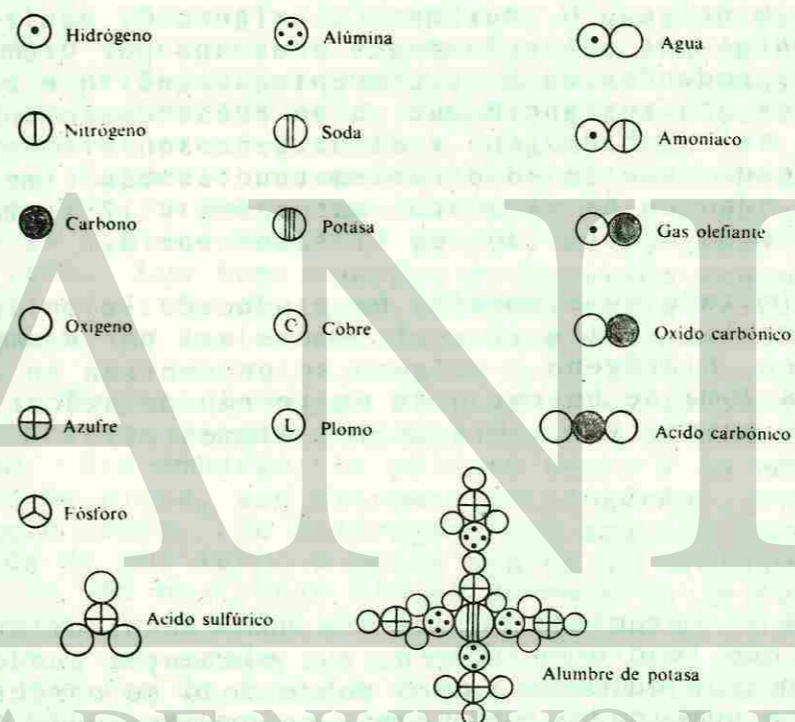 Hidrógeno
Alúmina
Agua
Nitrógeno
Soda
Amoniaco
Carbono
Potasa
Gas olefiante
Oxígeno
C
Cobre
Oxido carbónico
Azufre
L
Plomo
Acido carbónico
Fósforo
Acido sulfúrico
Alumbre de potasa